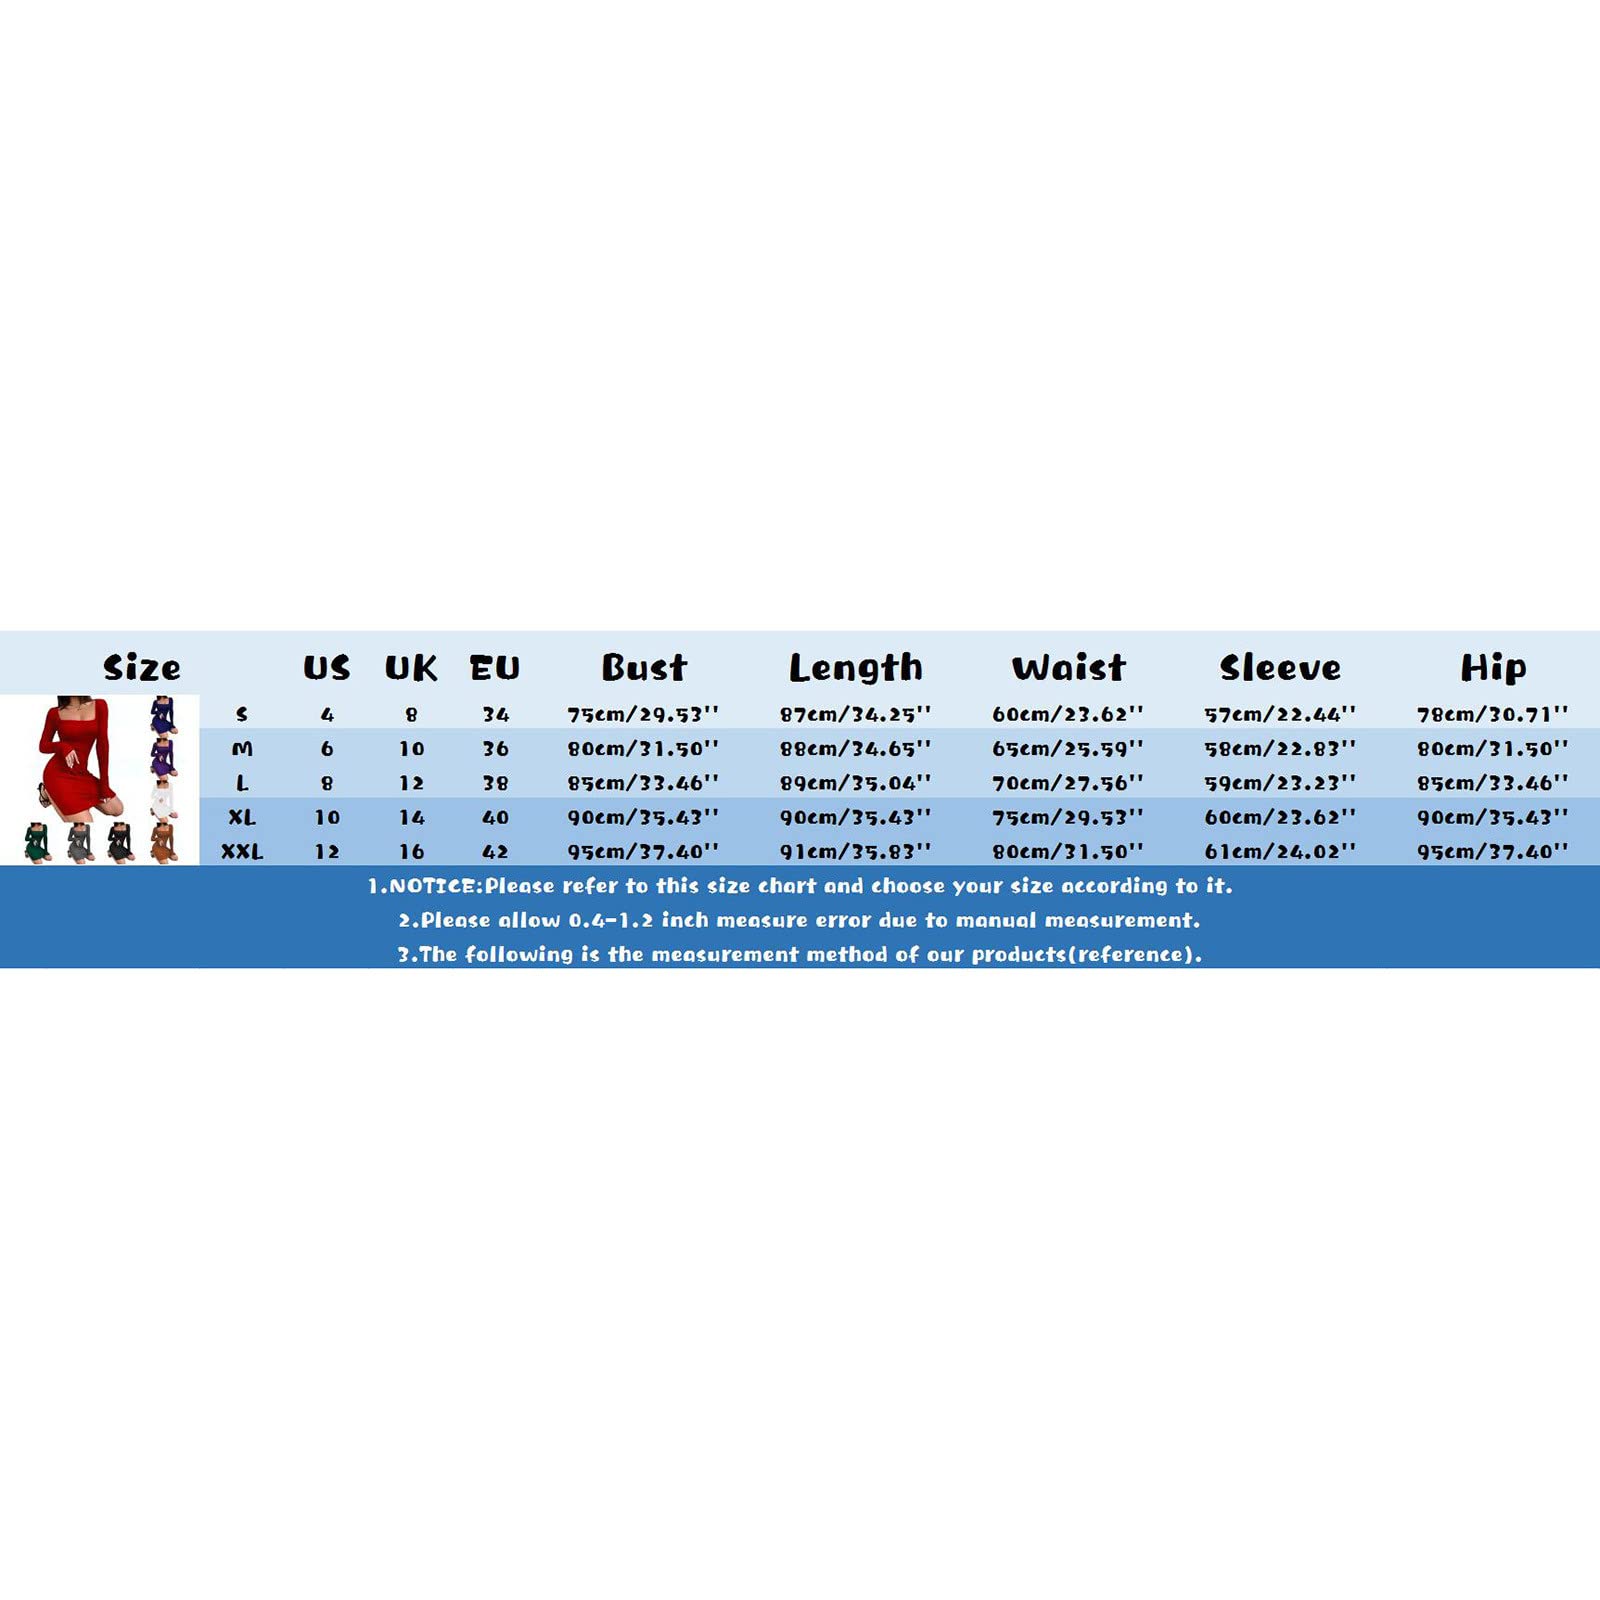 Size US UK EU Bust Length Waist Sleeve Hip
S 4 8 34 75cm/29.53'' 87cm/34.25'' 60cm/23.62'' 57cm/22.44'' 78cm/30.71''
M 6 10 36 80cm/31.50'' 88cm/34.65'' 65cm/25.59'' 58cm/22.83'' 80cm/31.50''
L 8 12 38 85cm/33.46'' 89cm/35.04'' 70cm/27.56'' 59cm/23.23'' 85cm/33.46''
XL 10 14 40 90cm/35.43'' 90cm/35.43'' 75cm/29.53'' 60cm/23.62'' 90cm/35.43''
XXL 12 16 42 95cm/37.40'' 91cm/35.83'' 80cm/31.50'' 61cm/24.02'' 95cm/37.40''
1.NOTICE:Please refer to this size chart and choose your size according to it.
2.Please allow 0.4-1.2 inch measure error due to manual measurement.
3.The following is the measurement method of our products(reference).